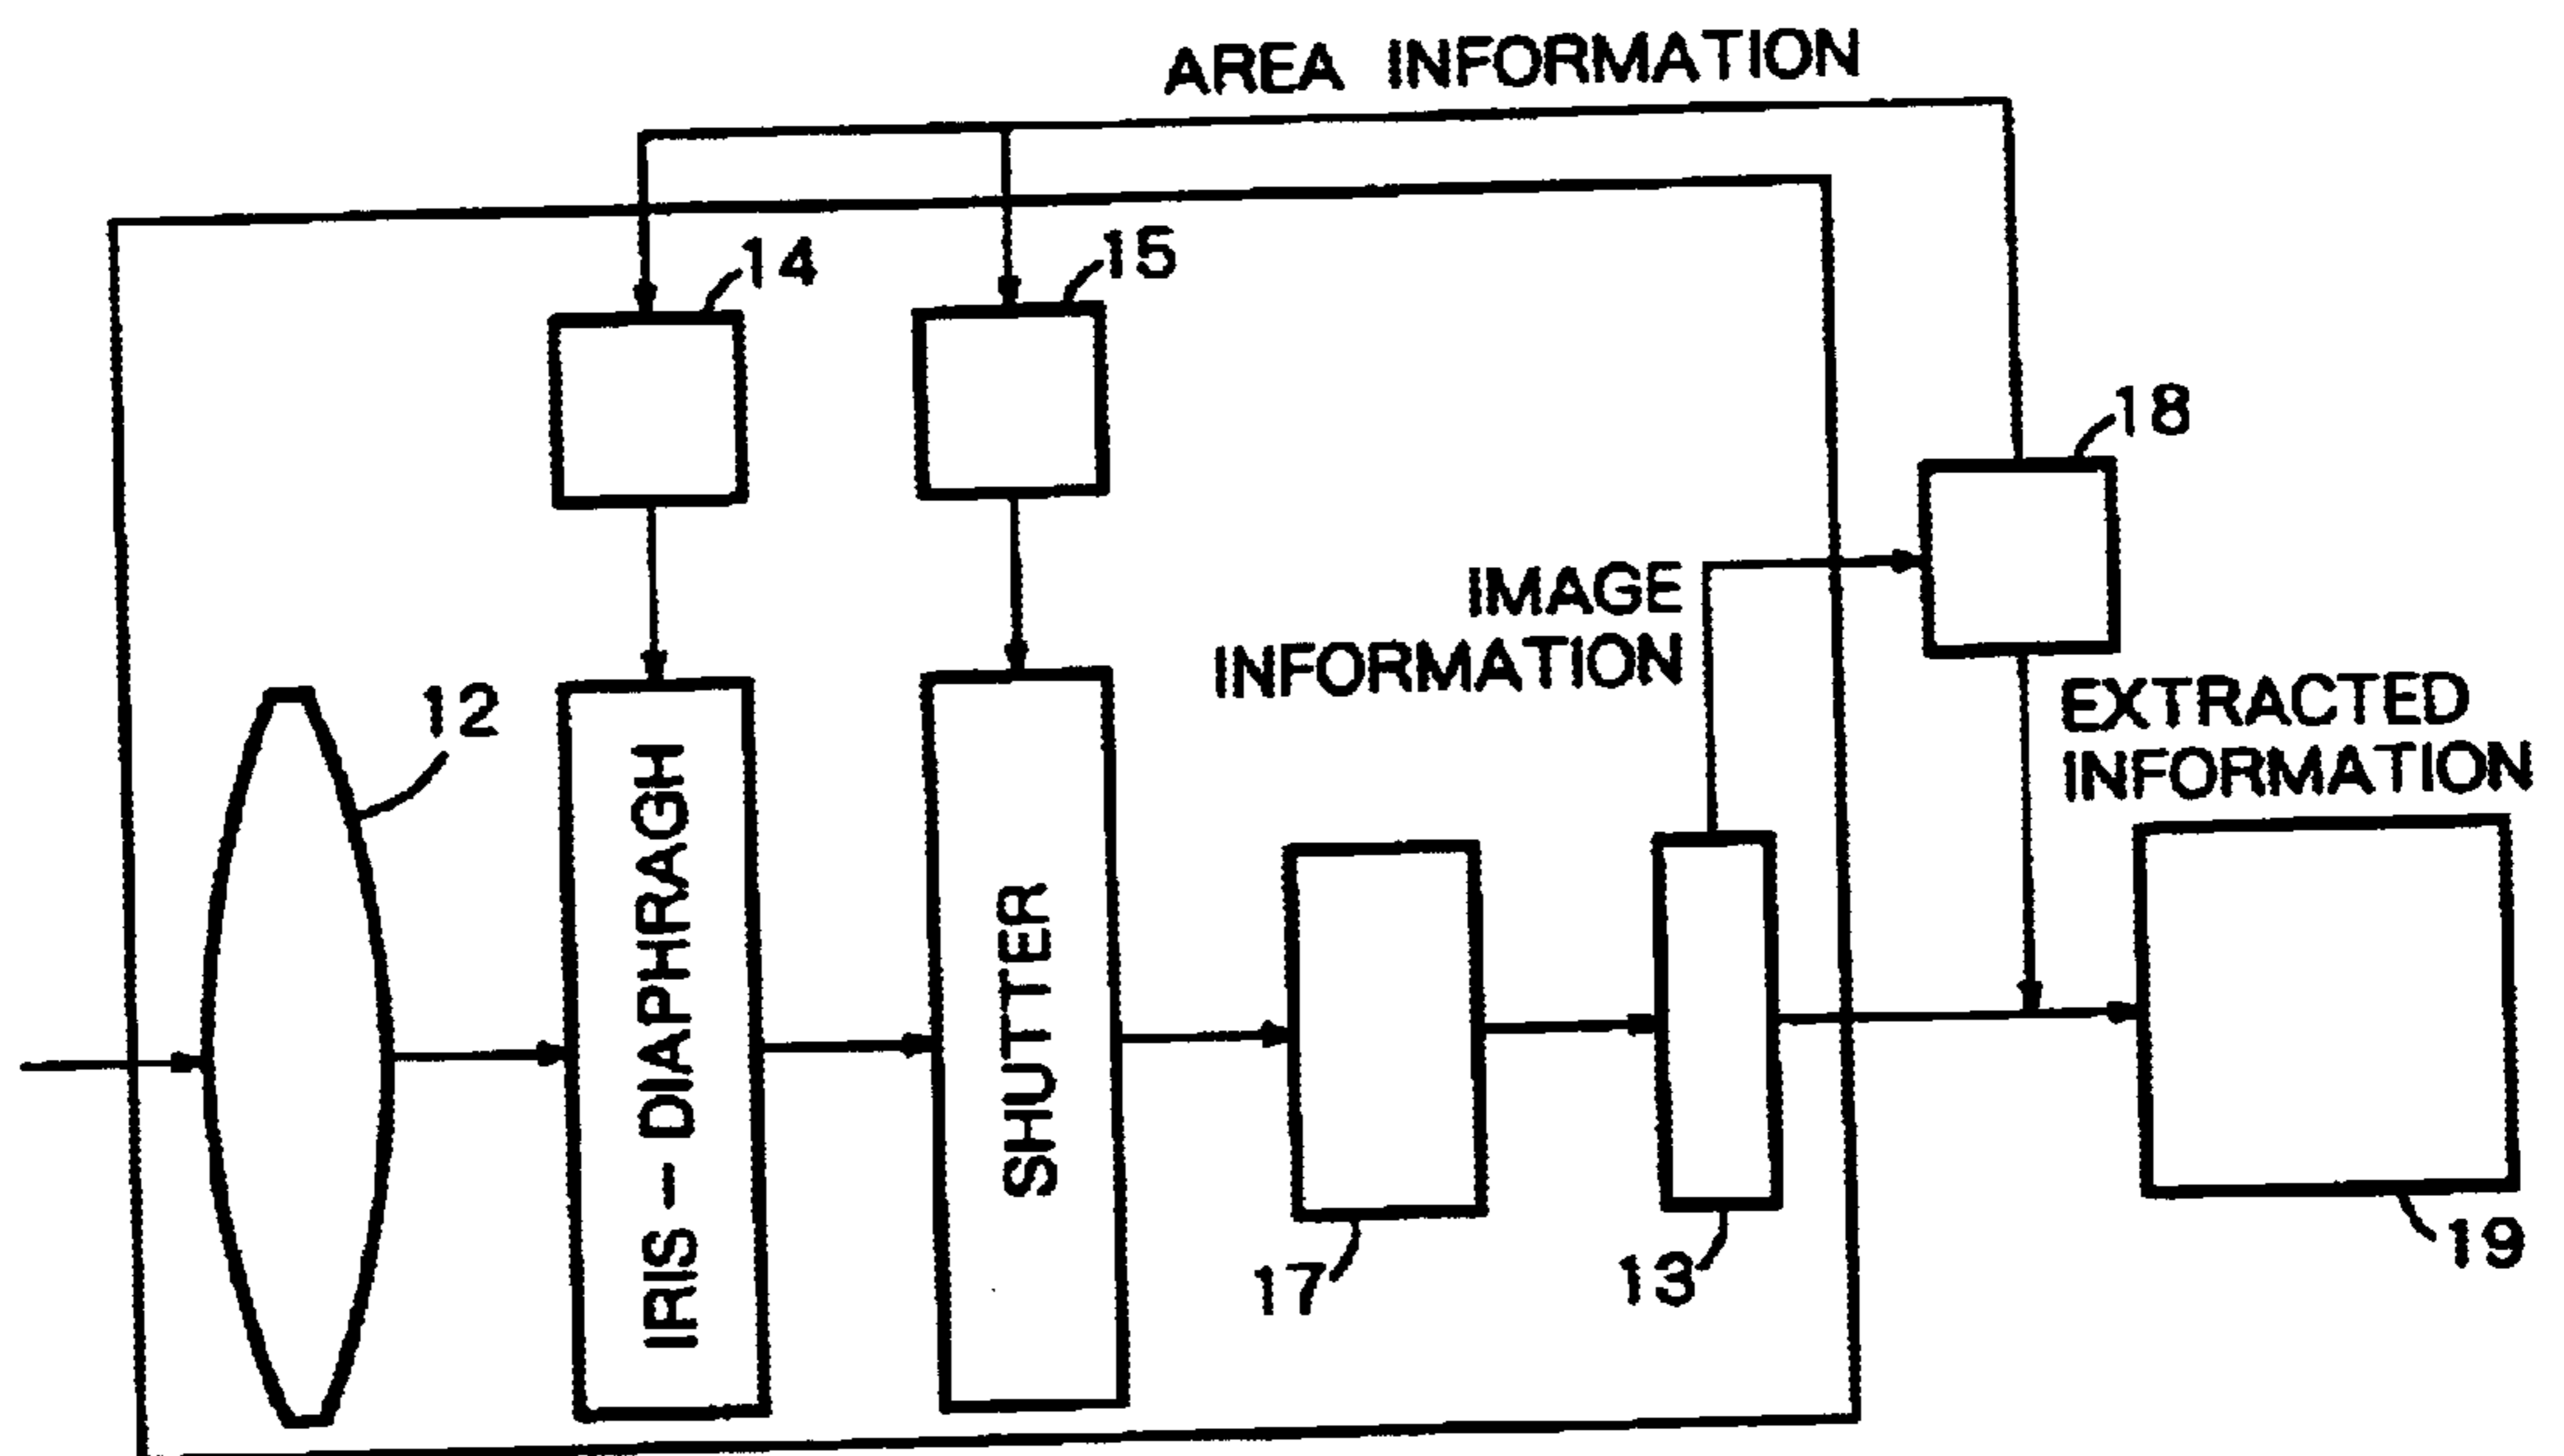 AREA INFORMATION
14
15
18
IMAGE
INFORMATION
12
EXTRACTED
INFORMATION
IRIS – DIAPHRAGH
SHUTTER
17
13
19